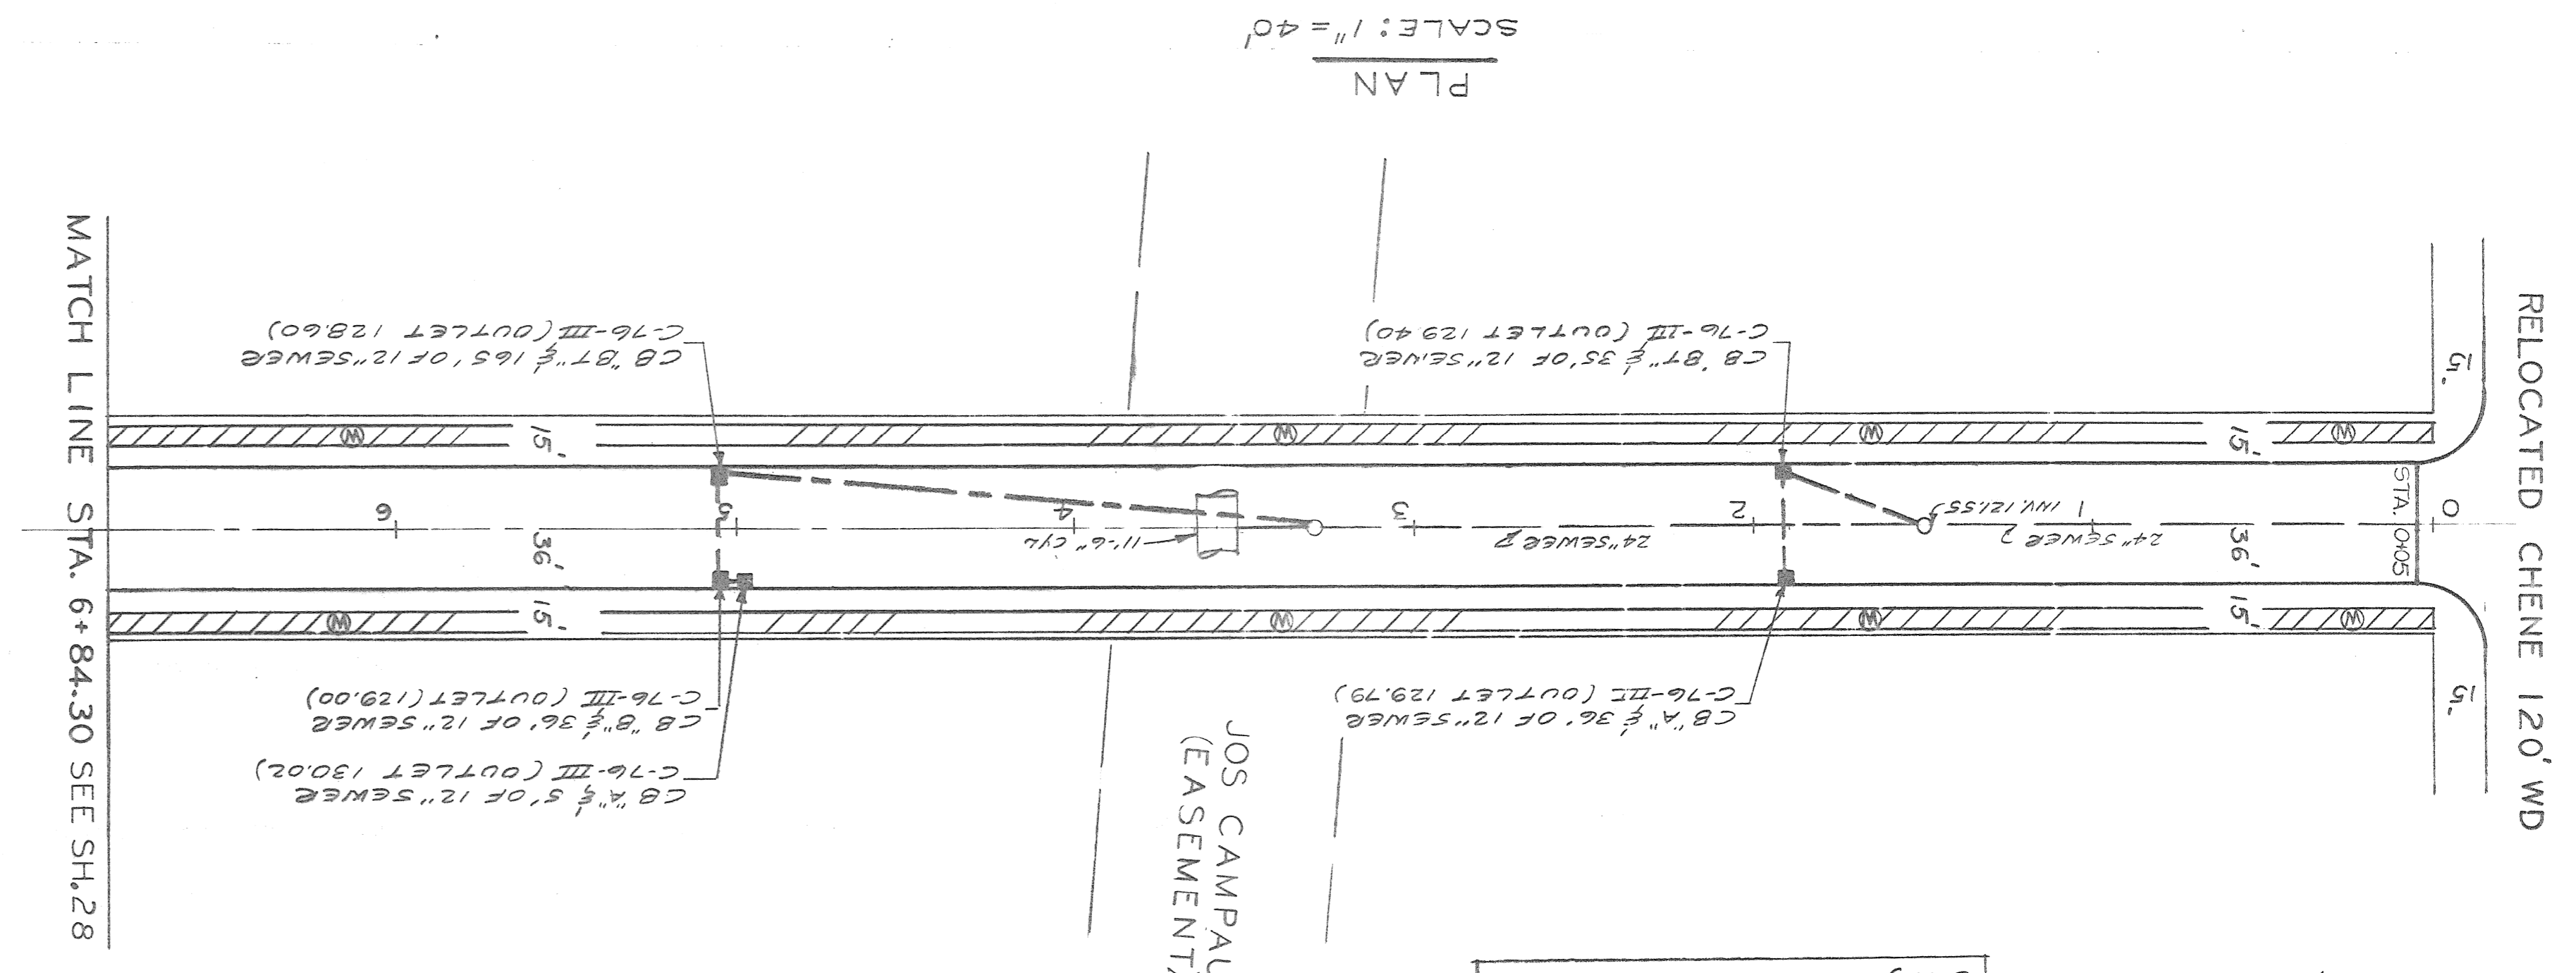 PLAN
SCALE: 1" = 40'
RELOCATED CHENE 120' WD
MATCH LINE STA. 6+84.30 SEE SH. 28
JOS CAMPAU
(EASEMENT)
CB "A" & 5' OF 12" SEWER
C-76-III (OUTLET 130.02)
CB "B" & 36' OF 12" SEWER
C-76-III (OUTLET (129.00)
CB "A" & 36' OF 12" SEWER
C-76-III (OUTLET 129.79)
CB "BT" & 165' OF 12" SEWER
C-76-III (OUTLET 128.60)
CB "BT" & 35' OF 12" SEWER
C-76-III (OUTLET 129.40)
STA. 0+05
0
1
2
3
4
5
6
24" SEWER
INV. 121.55
24" SEWER
11'-6" CYL
36'
36'
15'
15'
15'
15'
15'
15'
W
W
W
W
W
W
W
W